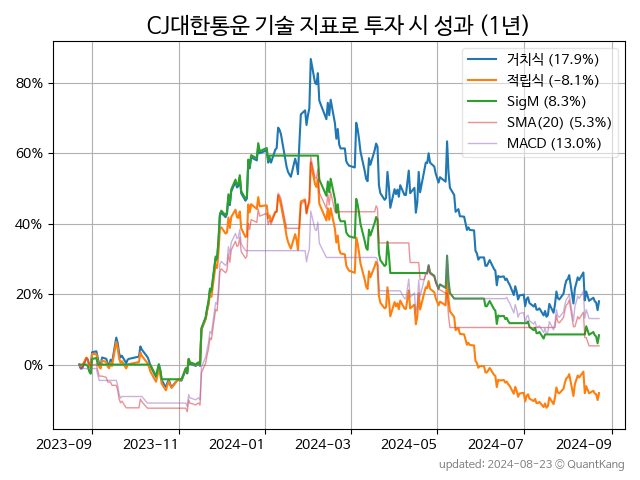 CJ대한통운 기술 지표로 투자 시 성과 (1년)
거치식 (17.9%)
적립식 (-8.1%)
SigM (8.3%)
SMA(20) (5.3%)
MACD (13.0%)
80%
60%
40%
20%
0%
2023-09 2023-11 2024-01 2024-03 2024-05 2024-07 2024-09
updated: 2024-08-23 © QuantKang